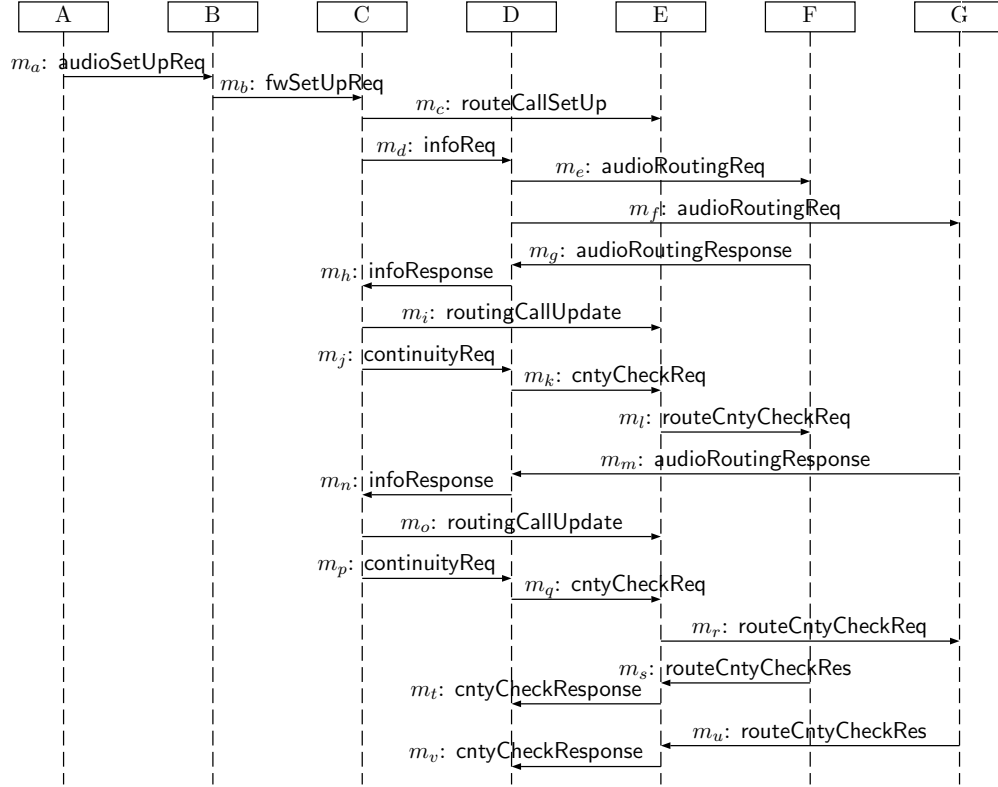 A B C D E F G
m_a: audioSetUpReq
m_b: fwSetUpReq
m_c: routeCallSetUp
m_d: infoReq
m_e: audioRoutingReq
m_f: audioRoutingReq
m_g: audioRoutingResponse
m_h: infoResponse
m_i: routingCallUpdate
m_j: continuityReq
m_k: cntyCheckReq
m_l: routeCntyCheckReq
m_m: audioRoutingResponse
m_n: infoResponse
m_o: routingCallUpdate
m_p: continuityReq
m_q: cntyCheckReq
m_r: routeCntyCheckReq
m_s: routeCntyCheckRes
m_t: cntyCheckResponse
m_u: routeCntyCheckRes
m_v: cntyCheckResponse